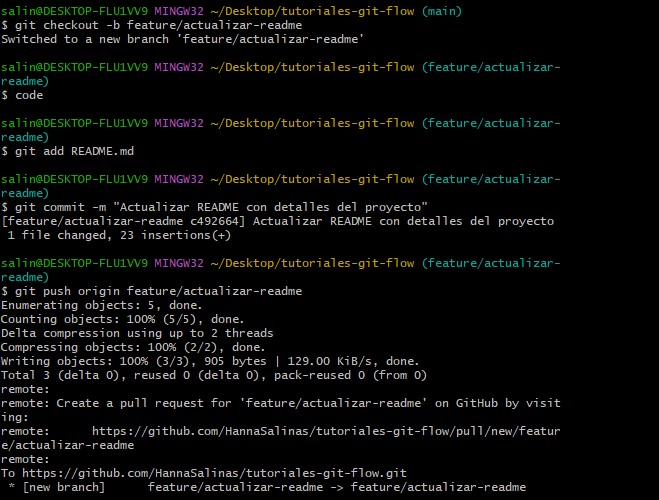 salin@DESKTOP-FLU1VV9 MINGW32 ~/Desktop/tutoriales-git-flow (main)
$ git checkout -b feature/actualizar-readme
Switched to a new branch 'feature/actualizar-readme'
salin@DESKTOP-FLU1VV9 MINGW32 ~/Desktop/tutoriales-git-flow (feature/actualizar-
readme)
$ code
salin@DESKTOP-FLU1VV9 MINGW32 ~/Desktop/tutoriales-git-flow (feature/actualizar-
readme)
$ git add README.md
salin@DESKTOP-FLU1VV9 MINGW32 ~/Desktop/tutoriales-git-flow (feature/actualizar-
readme)
$ git commit -m "Actualizar README con detalles del proyecto"
[feature/actualizar-readme c492664] Actualizar README con detalles del proyecto
 1 file changed, 23 insertions(+)
salin@DESKTOP-FLU1VV9 MINGW32 ~/Desktop/tutoriales-git-flow (feature/actualizar-
readme)
$ git push origin feature/actualizar-readme
Enumerating objects: 5, done.
Counting objects: 100% (5/5), done.
Delta compression using up to 2 threads
Compressing objects: 100% (2/2), done.
Writing objects: 100% (3/3), 905 bytes | 129.00 KiB/s, done.
Total 3 (delta 0), reused 0 (delta 0), pack-reused 0 (from 0)
remote:
remote: Create a pull request for 'feature/actualizar-readme' on GitHub by visit
ing:
remote:      https://github.com/HannaSalinas/tutoriales-git-flow/pull/new/featur
e/actualizar-readme
remote:
To https://github.com/HannaSalinas/tutoriales-git-flow.git
 * [new branch]      feature/actualizar-readme -> feature/actualizar-readme